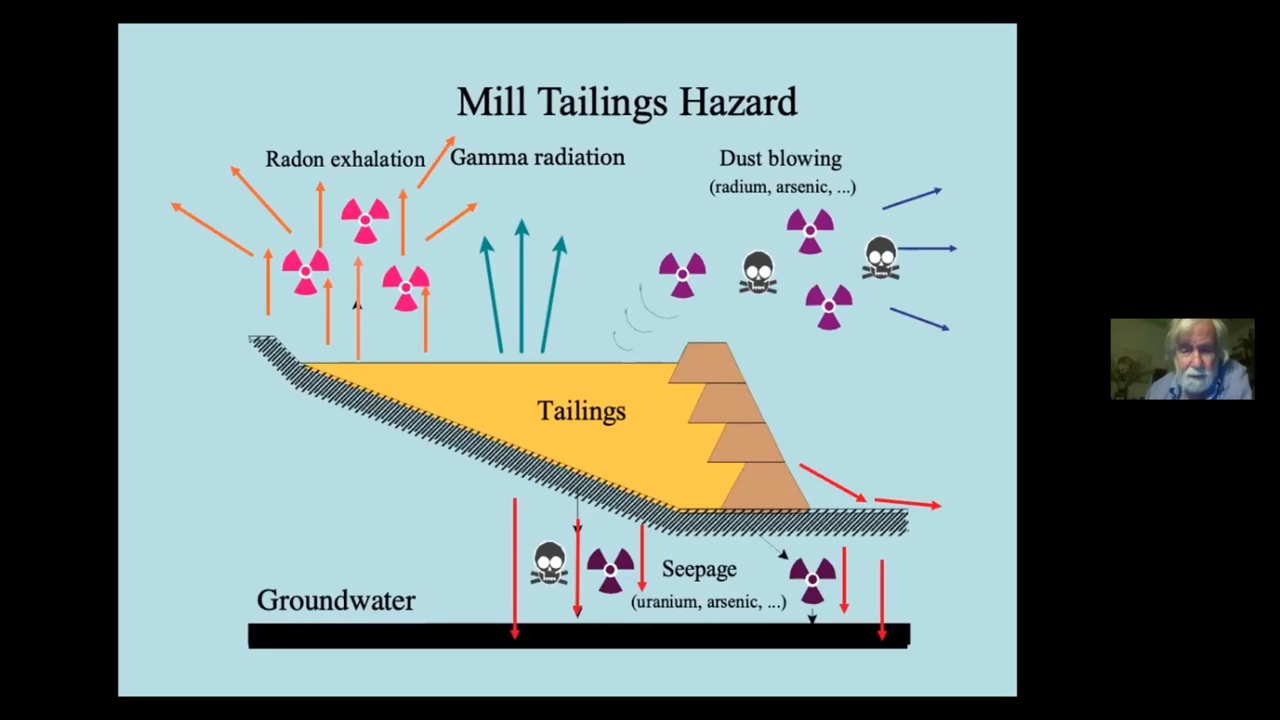 Mill Tailings Hazard
Radon exhalation
Gamma radiation
Dust blowing
(radium, arsenic, ...)
Tailings
Seepage
(uranium, arsenic, ...)
Groundwater